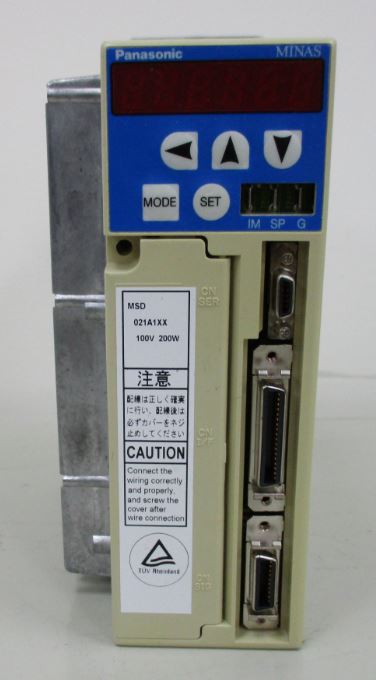 Panasonic MINAS
MODE SET
IM SP G
MSD
021A1XX
100V 200W
注意
配線は正しく確実
に行い、配線後は
必ずカバーをネジ
止めしてください
CAUTION
Connect the
wiring correctly
and properly,
and screw the
cover after
wire connection
TÜV Rheinland
CN
SER
CN
I/F
CN
SIG